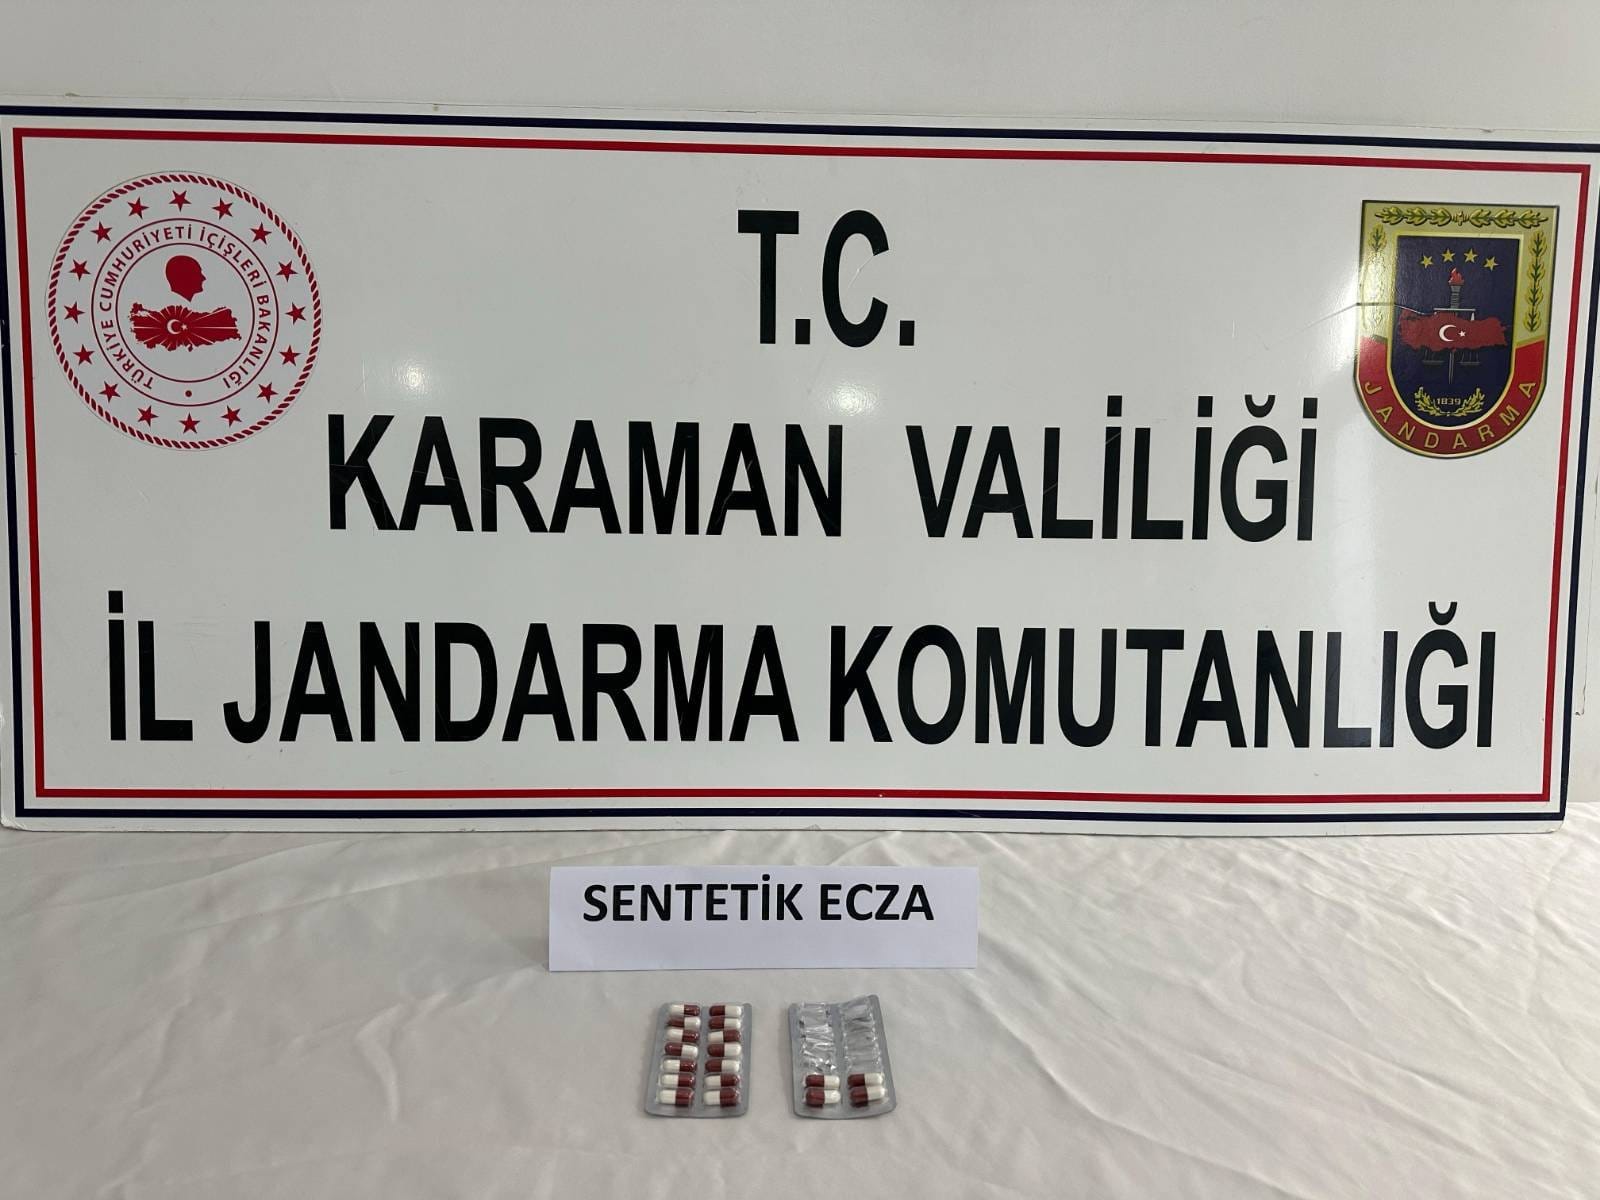 TÜRKİYE CUMHURİYETİ İÇİŞLERİ BAKANLIĞI
T.C.
KARAMAN VALİLİĞİ
İL JANDARMA KOMUTANLIĞI
1839
JANDARMA
SENTETİK ECZA